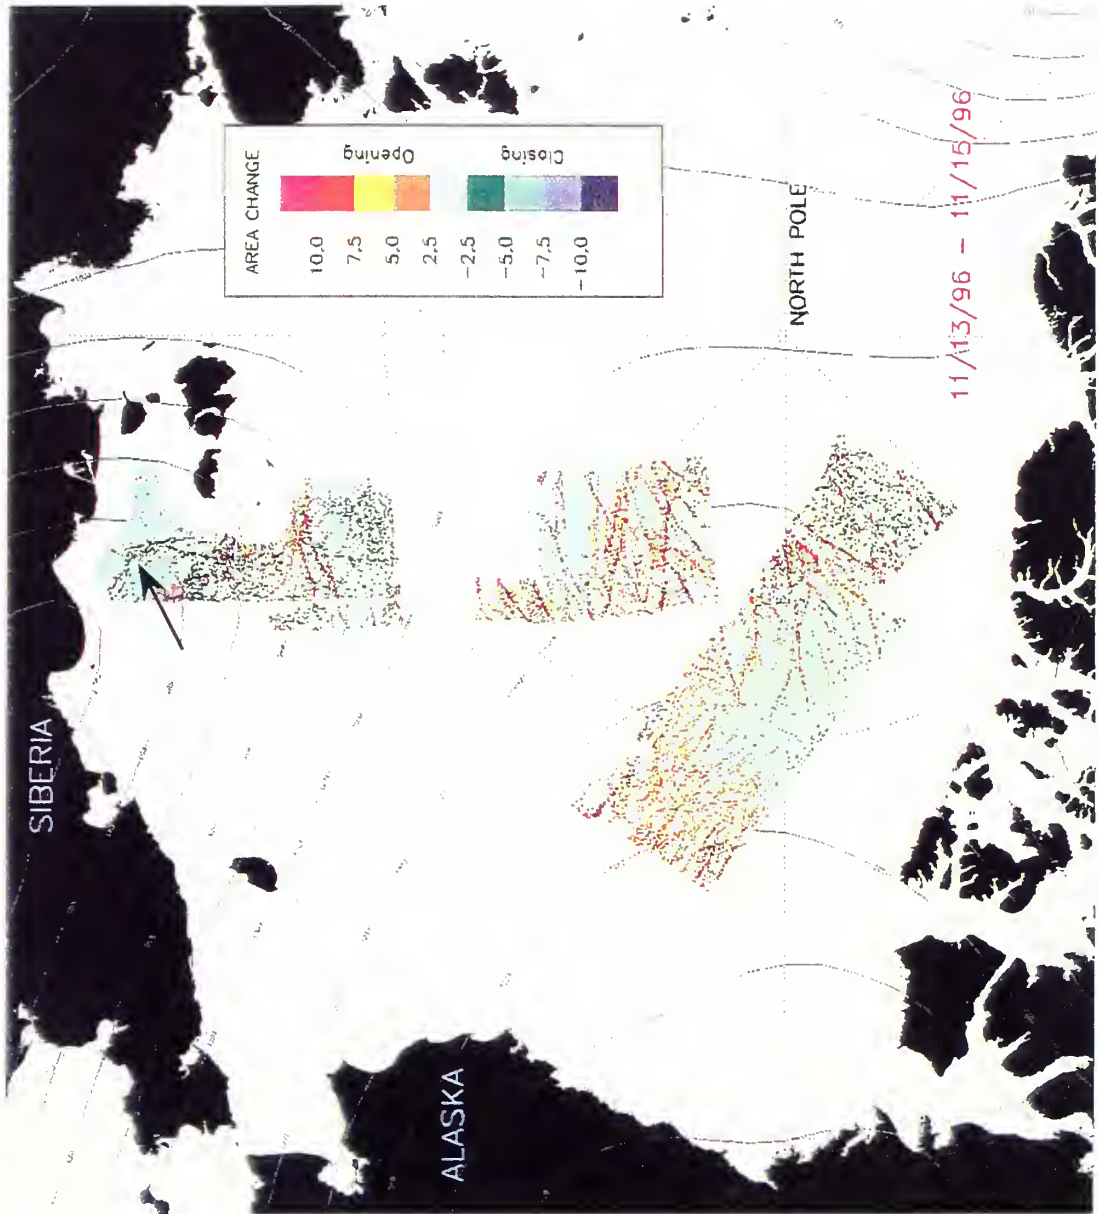 SIBERIA
AREA CHANGE
Opening
Closing
10.0
7.5
5.0
2.5
-2.5
-5.0
-7.5
-10.0
NORTH POLE
11/13/96 - 11/15/96
ALASKA